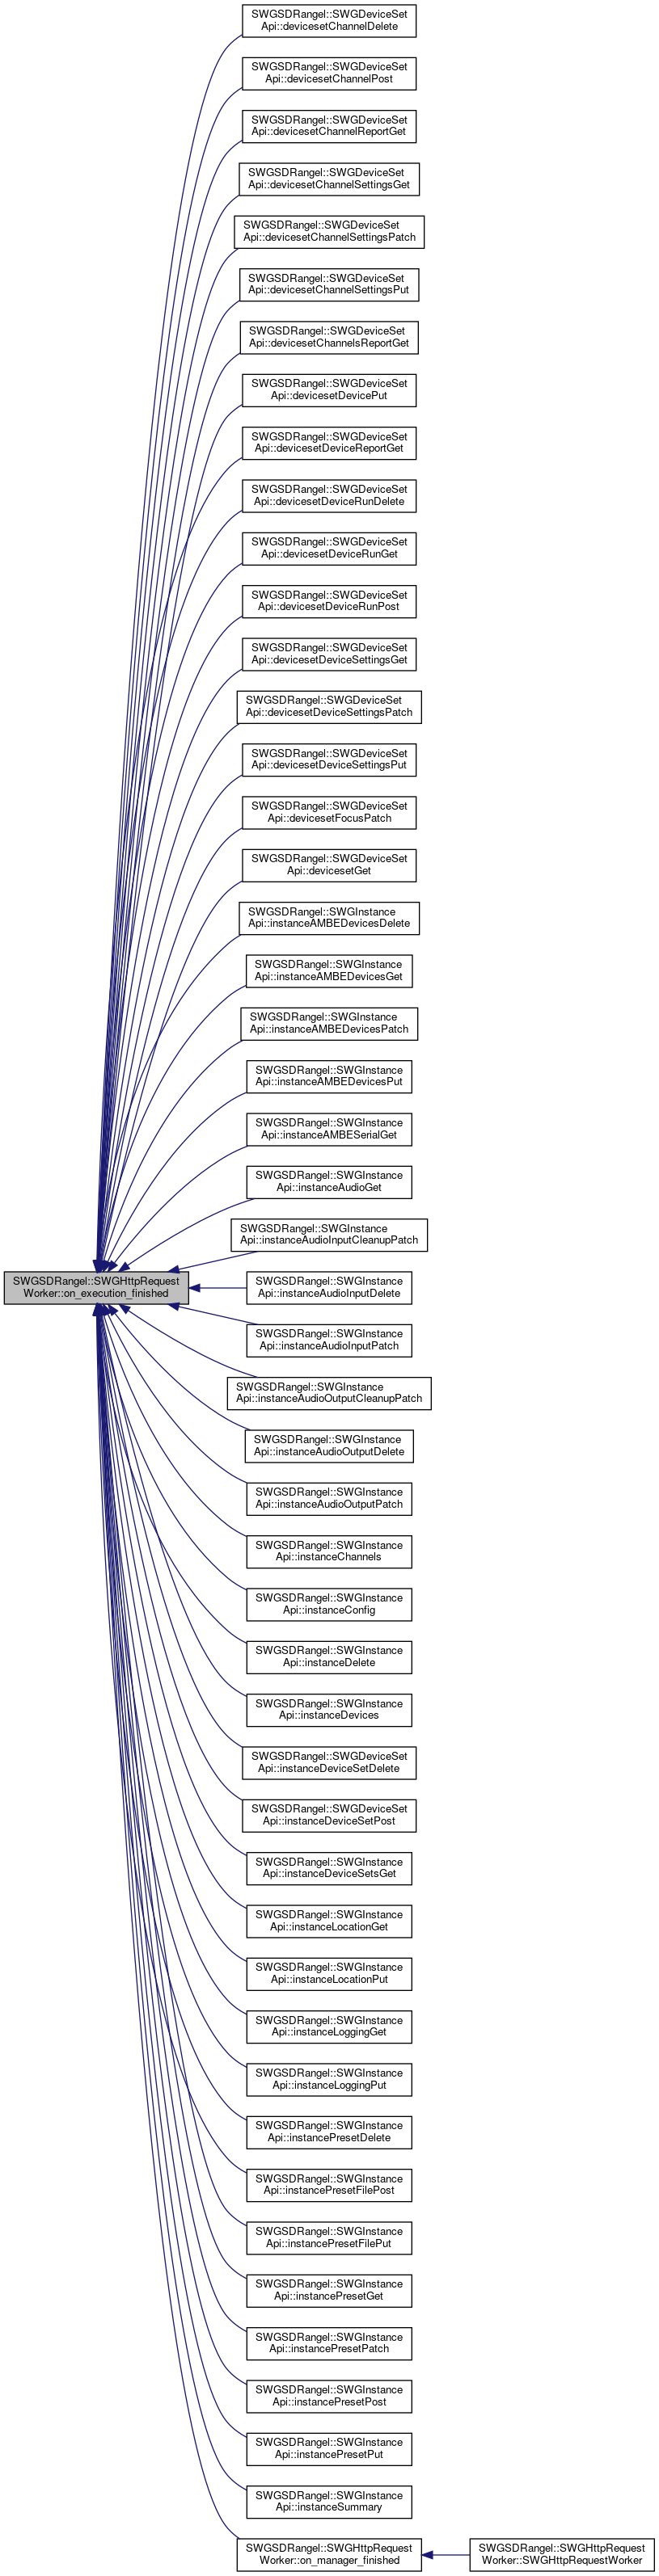 SWGSDRangel::SWGDeviceSet
Api::devicesetChannelDelete
SWGSDRangel::SWGDeviceSet
Api::devicesetChannelPost
SWGSDRangel::SWGDeviceSet
Api::devicesetChannelReportGet
SWGSDRangel::SWGDeviceSet
Api::devicesetChannelSettingsGet
SWGSDRangel::SWGDeviceSet
Api::devicesetChannelSettingsPatch
SWGSDRangel::SWGDeviceSet
Api::devicesetChannelSettingsPut
SWGSDRangel::SWGDeviceSet
Api::devicesetChannelsReportGet
SWGSDRangel::SWGDeviceSet
Api::devicesetDevicePut
SWGSDRangel::SWGDeviceSet
Api::devicesetDeviceReportGet
SWGSDRangel::SWGDeviceSet
Api::devicesetDeviceRunDelete
SWGSDRangel::SWGDeviceSet
Api::devicesetDeviceRunGet
SWGSDRangel::SWGDeviceSet
Api::devicesetDeviceRunPost
SWGSDRangel::SWGDeviceSet
Api::devicesetDeviceSettingsGet
SWGSDRangel::SWGDeviceSet
Api::devicesetDeviceSettingsPatch
SWGSDRangel::SWGDeviceSet
Api::devicesetDeviceSettingsPut
SWGSDRangel::SWGDeviceSet
Api::devicesetFocusPatch
SWGSDRangel::SWGDeviceSet
Api::devicesetGet
SWGSDRangel::SWGInstance
Api::instanceAMBEDevicesDelete
SWGSDRangel::SWGInstance
Api::instanceAMBEDevicesGet
SWGSDRangel::SWGInstance
Api::instanceAMBEDevicesPatch
SWGSDRangel::SWGInstance
Api::instanceAMBEDevicesPut
SWGSDRangel::SWGInstance
Api::instanceAMBESerialGet
SWGSDRangel::SWGInstance
Api::instanceAudioGet
SWGSDRangel::SWGInstance
Api::instanceAudioInputCleanupPatch
SWGSDRangel::SWGHttpRequest
Worker::on_execution_finished
SWGSDRangel::SWGInstance
Api::instanceAudioInputDelete
SWGSDRangel::SWGInstance
Api::instanceAudioInputPatch
SWGSDRangel::SWGInstance
Api::instanceAudioOutputCleanupPatch
SWGSDRangel::SWGInstance
Api::instanceAudioOutputDelete
SWGSDRangel::SWGInstance
Api::instanceAudioOutputPatch
SWGSDRangel::SWGInstance
Api::instanceChannels
SWGSDRangel::SWGInstance
Api::instanceConfig
SWGSDRangel::SWGInstance
Api::instanceDelete
SWGSDRangel::SWGInstance
Api::instanceDevices
SWGSDRangel::SWGDeviceSet
Api::instanceDeviceSetDelete
SWGSDRangel::SWGDeviceSet
Api::instanceDeviceSetPost
SWGSDRangel::SWGInstance
Api::instanceDeviceSetsGet
SWGSDRangel::SWGInstance
Api::instanceLocationGet
SWGSDRangel::SWGInstance
Api::instanceLocationPut
SWGSDRangel::SWGInstance
Api::instanceLoggingGet
SWGSDRangel::SWGInstance
Api::instanceLoggingPut
SWGSDRangel::SWGInstance
Api::instancePresetDelete
SWGSDRangel::SWGInstance
Api::instancePresetFilePost
SWGSDRangel::SWGInstance
Api::instancePresetFilePut
SWGSDRangel::SWGInstance
Api::instancePresetGet
SWGSDRangel::SWGInstance
Api::instancePresetPatch
SWGSDRangel::SWGInstance
Api::instancePresetPost
SWGSDRangel::SWGInstance
Api::instancePresetPut
SWGSDRangel::SWGInstance
Api::instanceSummary
SWGSDRangel::SWGHttpRequest
Worker::on_manager_finished
SWGSDRangel::SWGHttpRequest
Worker::SWGHttpRequestWorker